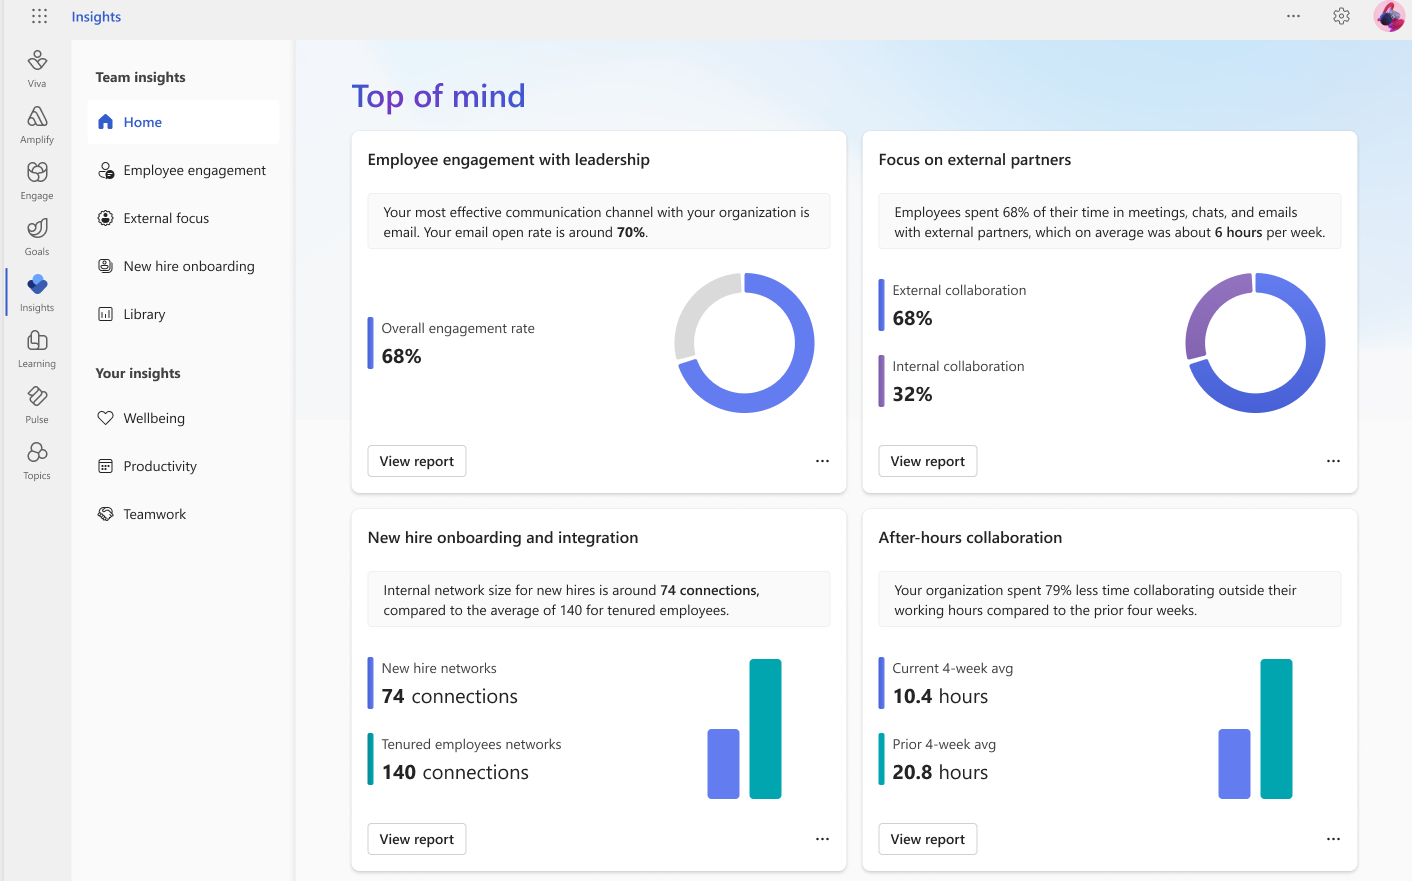 Insights
Viva
Amplify
Engage
Goals
Insights
Learning
Pulse
Topics
Team insights
Home
Employee engagement
External focus
New hire onboarding
Library
Your insights
Wellbeing
Productivity
Teamwork
Top of mind
Employee engagement with leadership
Your most effective communication channel with your organization is
email. Your email open rate is around 70%.
Overall engagement rate
68%
View report
Focus on external partners
Employees spent 68% of their time in meetings, chats, and emails
with external partners, which on average was about 6 hours per week.
External collaboration
68%
Internal collaboration
32%
View report
New hire onboarding and integration
Internal network size for new hires is around 74 connections,
compared to the average of 140 for tenured employees.
New hire networks
74 connections
Tenured employees networks
140 connections
View report
After-hours collaboration
Your organization spent 79% less time collaborating outside their
working hours compared to the prior four weeks.
Current 4-week avg
10.4 hours
Prior 4-week avg
20.8 hours
View report